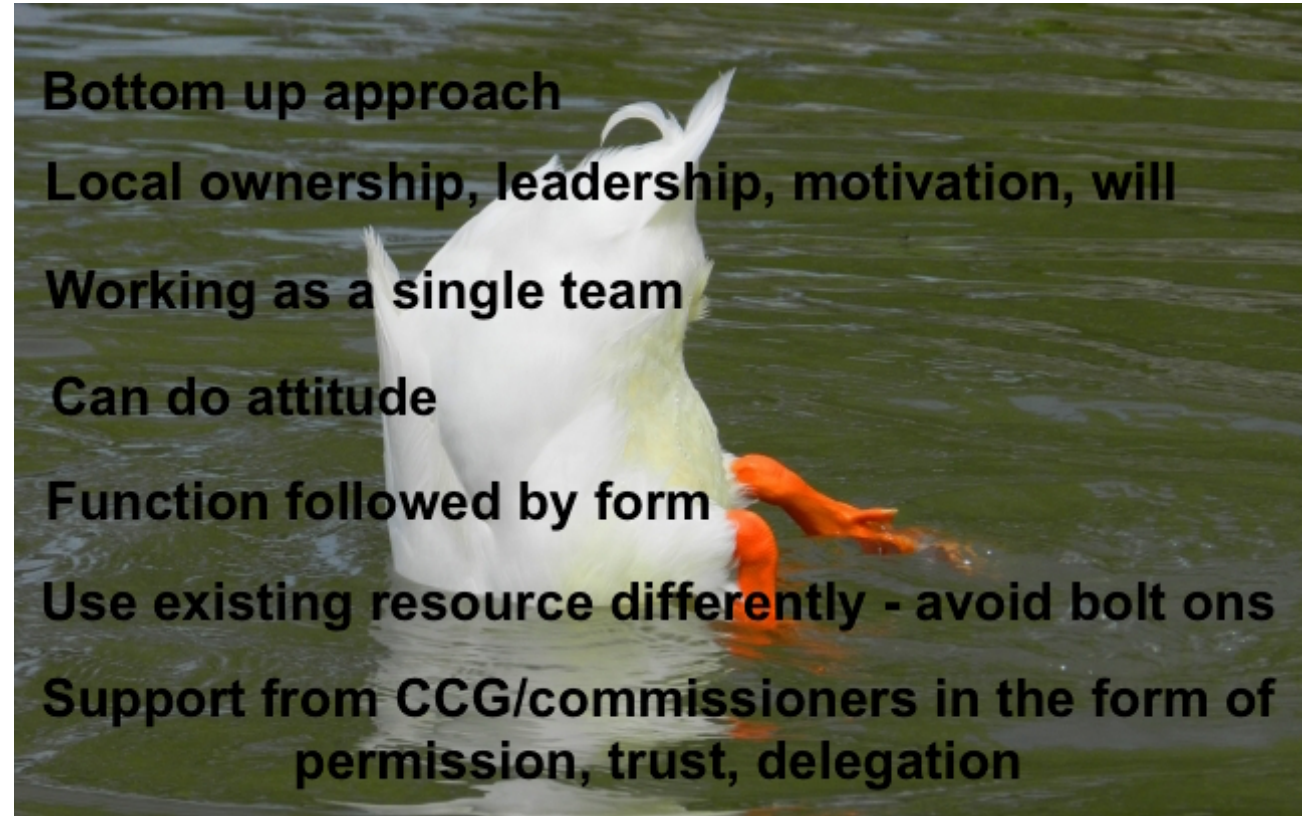 Bottom up approach
Local ownership, leadership, motivation, will
Working as a single team
Can do attitude
Function followed by form
Use existing resource differently - avoid bolt ons
Support from CCG/commissioners in the form of
permission, trust, delegation